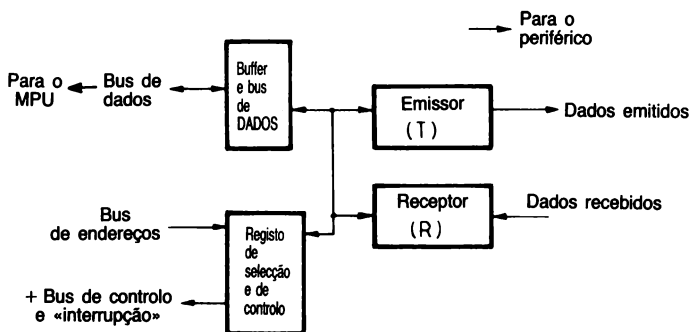 Para o
periférico
Para o
MPU
Bus de
dados
Buffer
e bus
de
DADOS
Emissor
(T)
Dados emitidos
Receptor
(R)
Dados recebidos
Bus
de endereços
Registo
de
selecção
e de
controlo
+ Bus de controlo
e «interrupção»